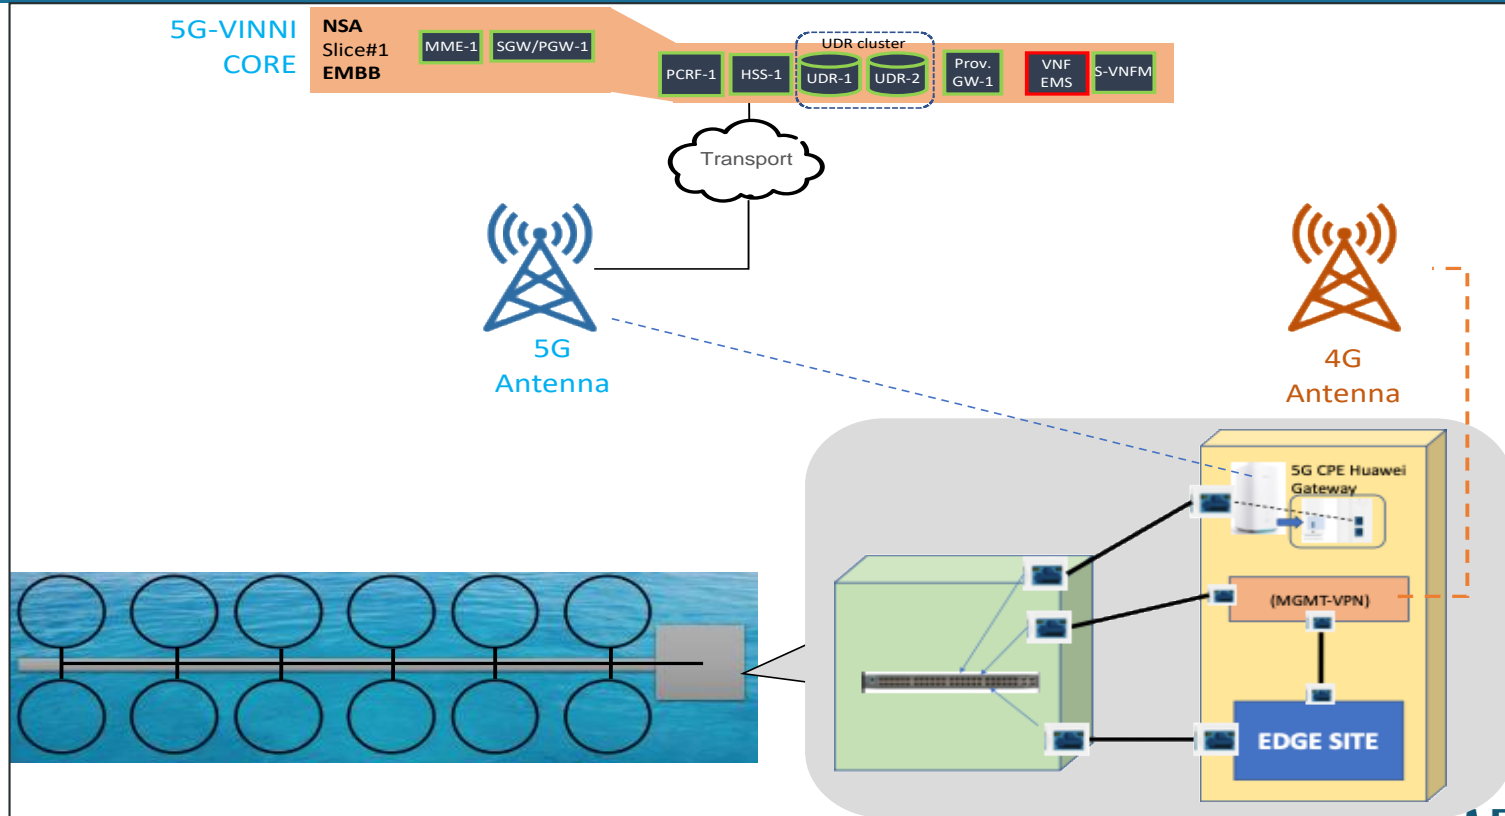 5G-VINNI
CORE
NSA
Slice#1
EMBB
MME-1
SGW/PGW-1
PCRF-1
HSS-1
UDR cluster
UDR-1
UDR-2
Prov.
GW-1
VNF
EMS
S-VNFM
Transport
5G
Antenna
4G
Antenna
5G CPE Huawei
Gateway
(MGMT-VPN)
EDGE SITE